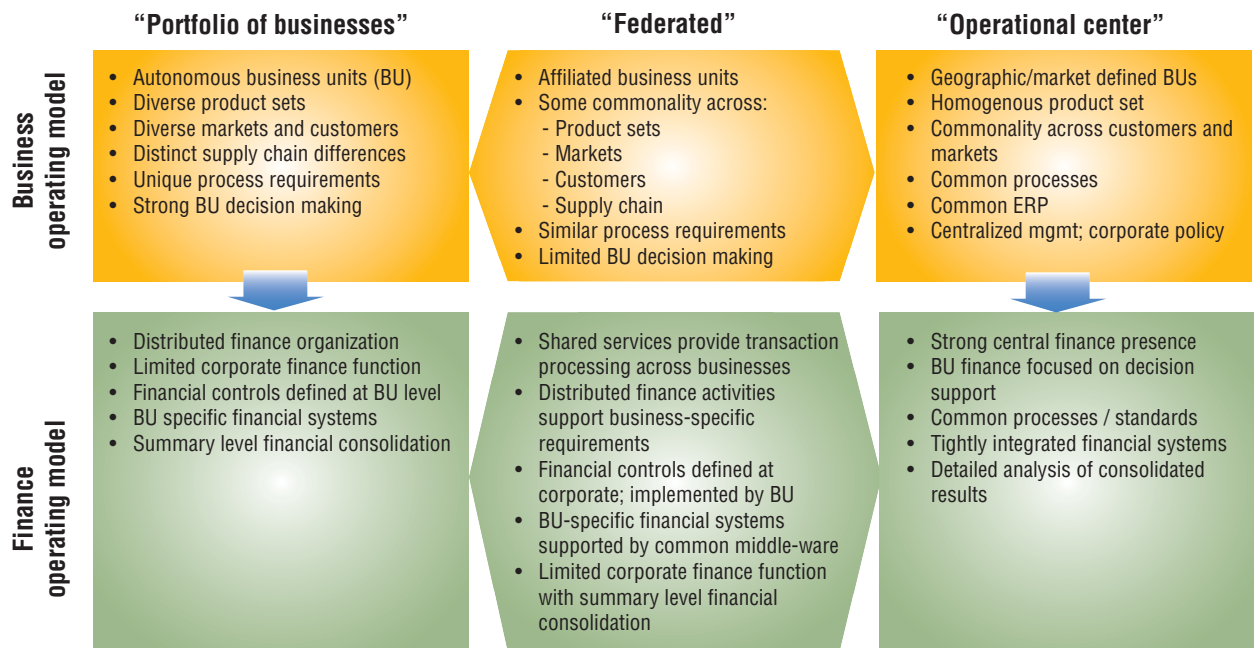 “Portfolio of businesses”
“Federated”
“Operational center”
Business
operating model
• Autonomous business units (BU)
• Diverse product sets
• Diverse markets and customers
• Distinct supply chain differences
• Unique process requirements
• Strong BU decision making
• Affiliated business units
• Some commonality across:
- Product sets
- Markets
- Customers
- Supply chain
• Similar process requirements
• Limited BU decision making
• Geographic/market defined BUs
• Homogenous product set
• Commonality across customers and
markets
• Common processes
• Common ERP
• Centralized mgmt; corporate policy
Finance
operating model
• Distributed finance organization
• Limited corporate finance function
• Financial controls defined at BU level
• BU specific financial systems
• Summary level financial consolidation
• Shared services provide transaction
processing across businesses
• Distributed finance activities
support business-specific
requirements
• Financial controls defined at
corporate; implemented by BU
• BU-specific financial systems
supported by common middle-ware
• Limited corporate finance function
with summary level financial
consolidation
• Strong central finance presence
• BU finance focused on decision
support
• Common processes / standards
• Tightly integrated financial systems
• Detailed analysis of consolidated
results